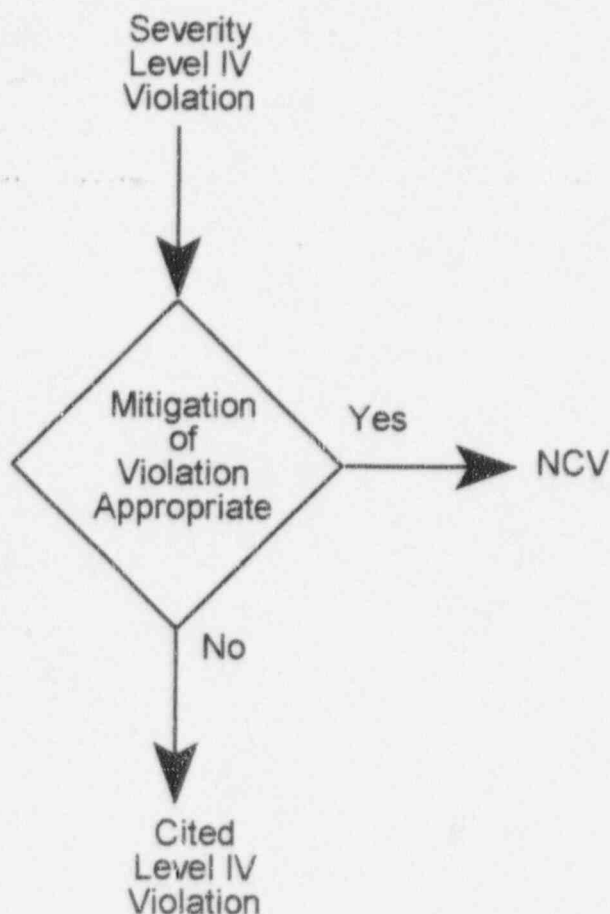 Severity
Level IV
Violation
Mitigation
of
Violation
Appropriate
Yes
NCV
No
Cited
Level IV
Violation